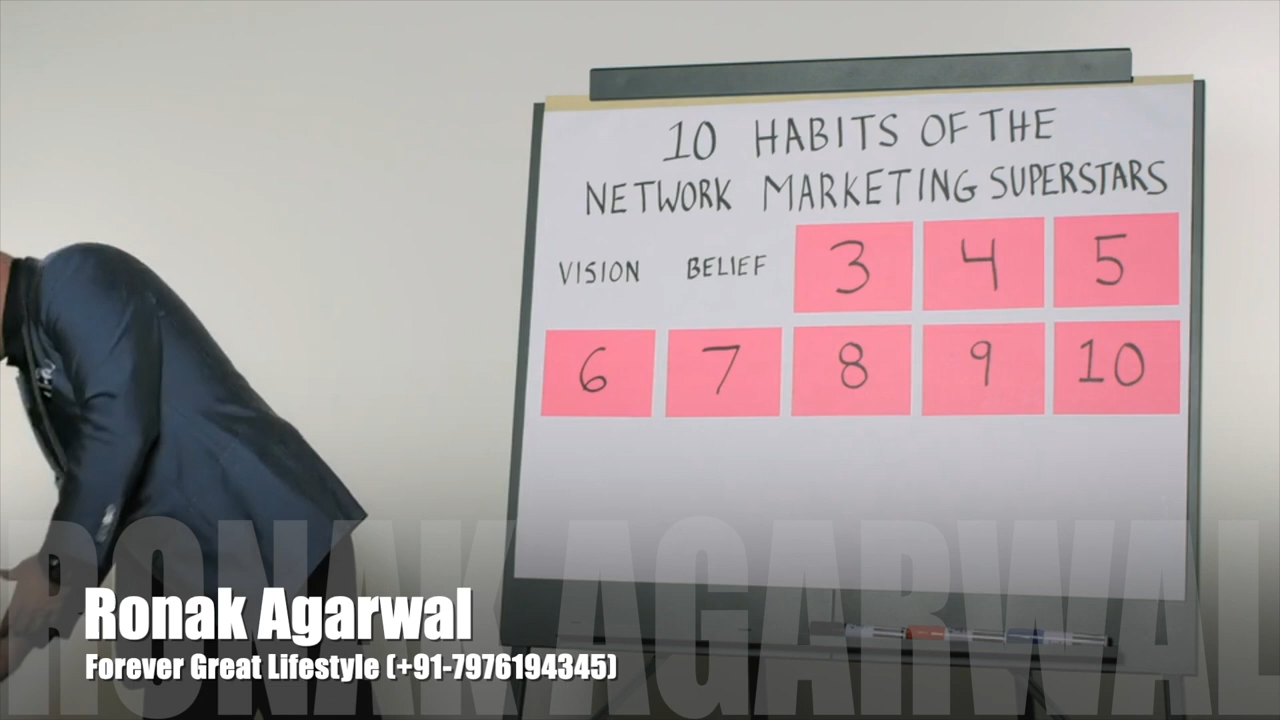 10 HABITS OF THE
NETWORK MARKETING SUPERSTARS
VISION BELIEF 3 4 5
6 7 8 9 10
RONAK AGARWAL
Ronak Agarwal
Forever Great Lifestyle (+91-7976194345)